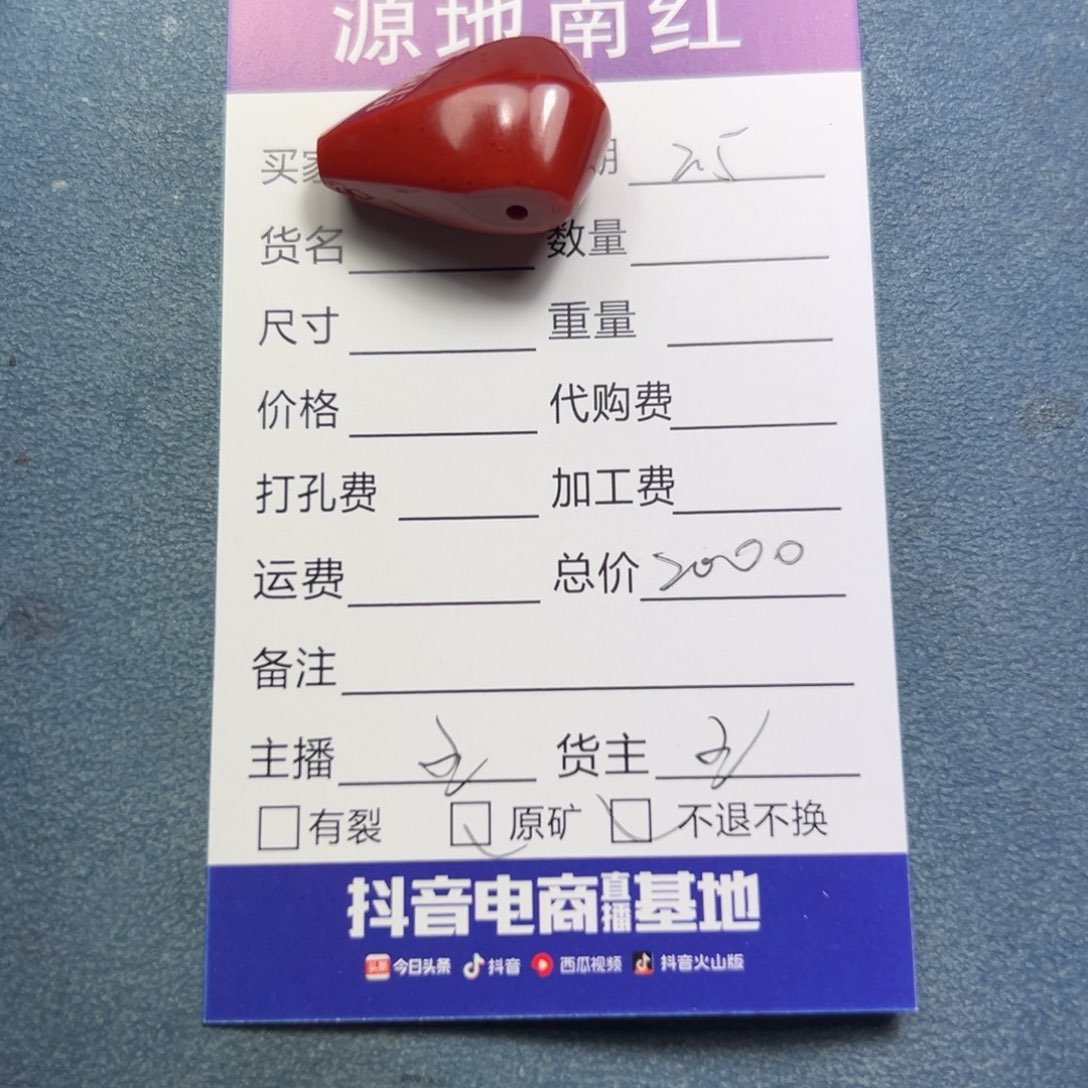 源地南红
买家 期 25
货名 数量
尺寸 重量
价格 代购费
打孔费 加工费
运费 总价 2000
备注
主播 货主
有裂 原矿 不退不换
抖音电商直播基地
头条 今日头条 抖音 西瓜视频 抖音火山版